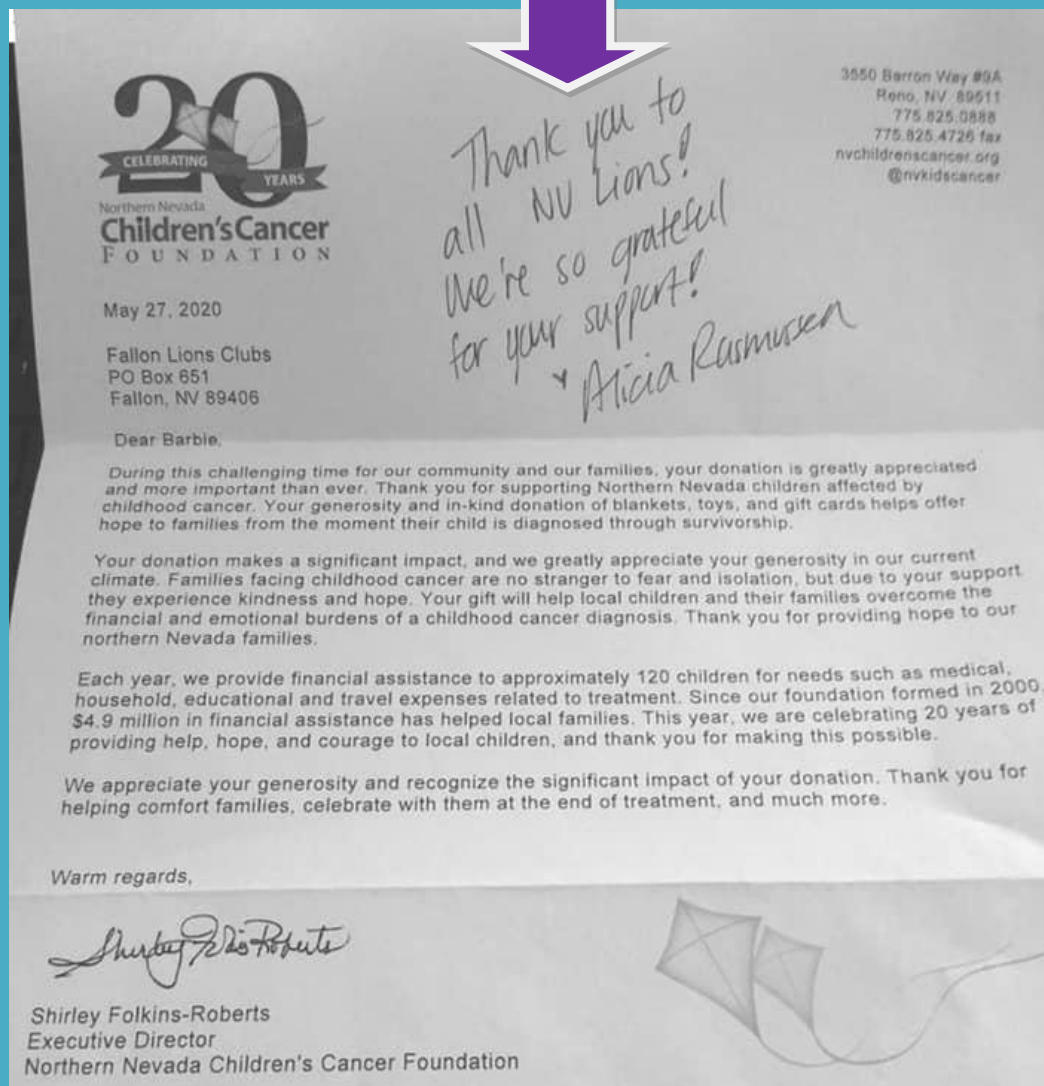 20
CELEBRATING
YEARS
Northern Nevada
Children'sCancer
FOUNDATION
Thank you to
all NV Lions!
We're so grateful
for your support!
Alicia Rasmussen
3550 Barron Way #9A
Reno, NV 89511
775.825.0888
775.825.4726 fax
nvchildrenscancer.org
@nvkidscancer
May 27, 2020
Fallon Lions Clubs
PO Box 651
Fallon, NV 89406
Dear Barbie,
During this challenging time for our community and our families, your donation is greatly appreciated
and more important than ever. Thank you for supporting Northern Nevada children affected by
childhood cancer. Your generosity and in-kind donation of blankets, toys, and gift cards helps offer
hope to families from the moment their child is diagnosed through survivorship.
Your donation makes a significant impact, and we greatly appreciate your generosity in our current
climate. Families facing childhood cancer are no stranger to fear and isolation, but due to your support
they experience kindness and hope. Your gift will help local children and their families overcome the
financial and emotional burdens of a childhood cancer diagnosis. Thank you for providing hope to our
northern Nevada families.
Each year, we provide financial assistance to approximately 120 children for needs such as medical,
household, educational and travel expenses related to treatment. Since our foundation formed in 2000,
$4.9 million in financial assistance has helped local families. This year, we are celebrating 20 years of
providing help, hope, and courage to local children, and thank you for making this possible.
We appreciate your generosity and recognize the significant impact of your donation. Thank you for
helping comfort families, celebrate with them at the end of treatment, and much more.
Warm regards,
Shirley Folkins-Roberts
Shirley Folkins-Roberts
Executive Director
Northern Nevada Children's Cancer Foundation